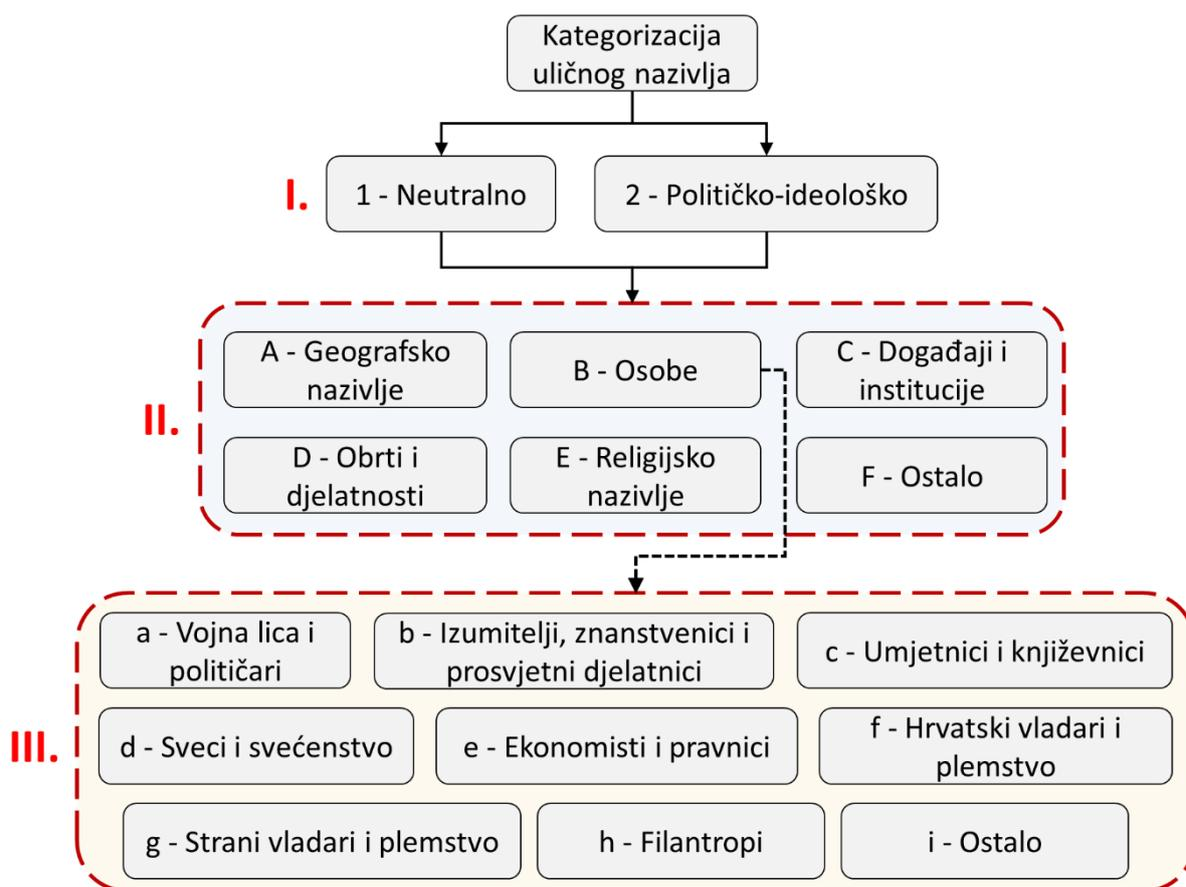 Kategorizacija
uličnog nazivlja
I.
1 - Neutralno
2 - Političko-ideološko
II.
A - Geografsko
nazivlje
B - Osobe
C - Događaji i
institucije
D - Obrti i
djelatnosti
E - Religijsko
nazivlje
F - Ostalo
III.
a - Vojna lica i
političari
b - Izumitelji, znanstvenici i
prosvjetni djelatnici
c - Umjetnici i književnici
d - Sveci i svećenstvo
e - Ekonomisti i pravnici
f - Hrvatski vladari i
plemstvo
g - Strani vladari i plemstvo
h - Filantropi
i - Ostalo